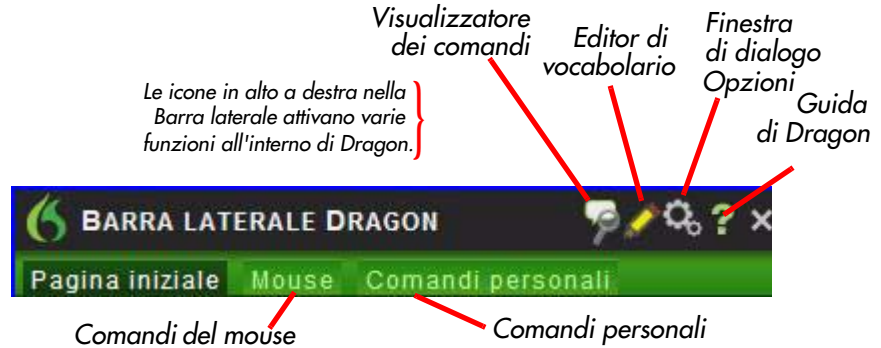 Visualizzatore
dei comandi
Editor di
vocabolario
Finestra
di dialogo
Opzioni
Guida
di Dragon
Le icone in alto a destra nella
Barra laterale attivano varie
funzioni all'interno di Dragon.
BARRA LATERALE DRAGON
Pagina iniziale Mouse Comandi personali
Comandi del mouse
Comandi personali